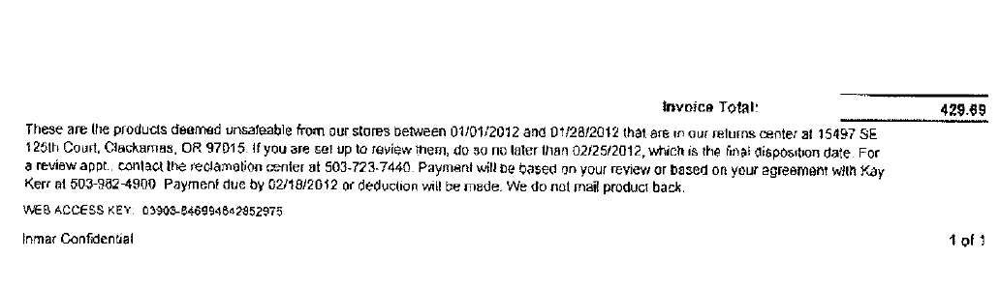 Invoice Total: 429.69
These are the products deemed unsaleable from our stores between 01/01/2012 and 01/28/2012 that are in our returns center at 15497 SE
125th Court, Clackamas, OR 97015. If you are set up to review them, do so no later than 02/25/2012, which is the final disposition date. For
a review appt., contact the reclamation center at 503-723-7440. Payment will be based on your review or based on your agreement with Kay
Kerr at 503-982-4900. Payment due by 02/18/2012 or deduction will be made. We do not mail product back.
WEB ACCESS KEY: 03903-846994642852975
Inmar Confidential 1 of 1